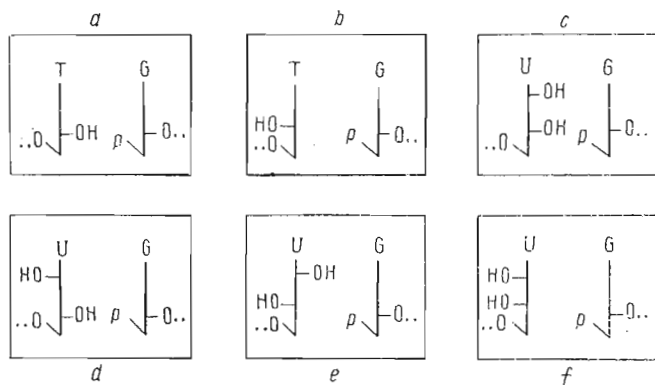 a b c
T G
..O OH p O..
T G
HO ..O p O..
U G
OH OH ..O p O..
U G
HO OH ..O p O..
U G
OH HO ..O p O..
U G
HO HO ..O p O..
d e f